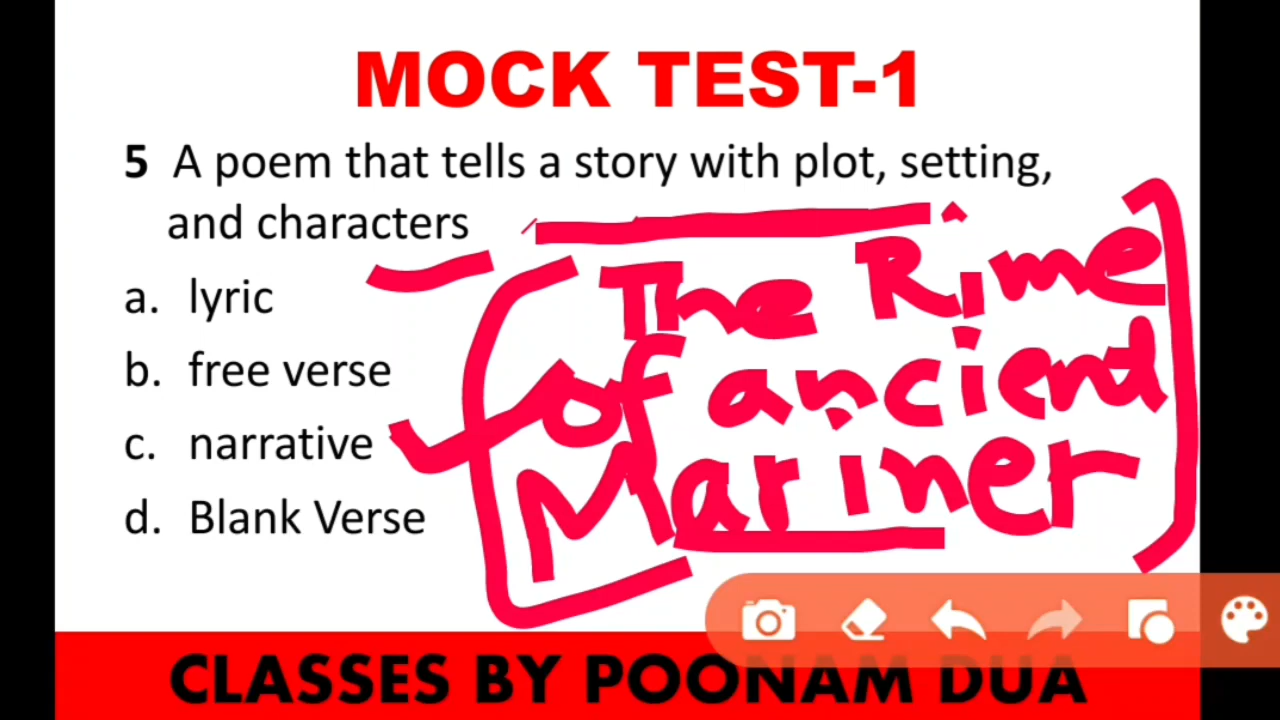 MOCK TEST-1
5 A poem that tells a story with plot, setting,
and characters
a. lyric
b. free verse
c. narrative
d. Blank Verse
The Rime
of ancient
Mariner
CLASSES BY POONAM DUA